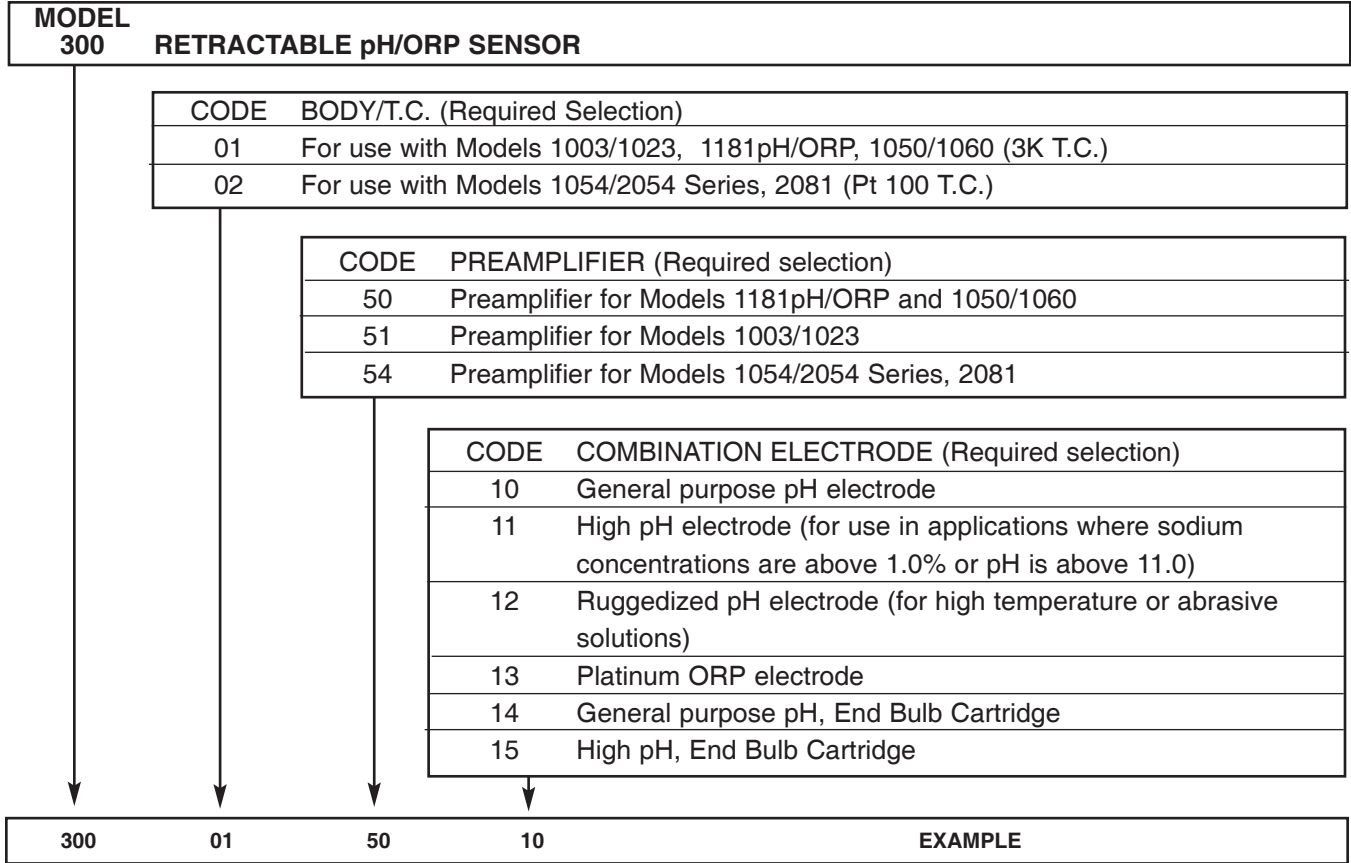 MODEL
300 RETRACTABLE pH/ORP SENSOR
CODE BODY/T.C. (Required Selection)
01 For use with Models 1003/1023, 1181pH/ORP, 1050/1060 (3K T.C.)
02 For use with Models 1054/2054 Series, 2081 (Pt 100 T.C.)
CODE PREAMPLIFIER (Required selection)
50 Preamplifier for Models 1181pH/ORP and 1050/1060
51 Preamplifier for Models 1003/1023
54 Preamplifier for Models 1054/2054 Series, 2081
CODE COMBINATION ELECTRODE (Required selection)
10 General purpose pH electrode
11 High pH electrode (for use in applications where sodium
concentrations are above 1.0% or pH is above 11.0)
12 Ruggedized pH electrode (for high temperature or abrasive
solutions)
13 Platinum ORP electrode
14 General purpose pH, End Bulb Cartridge
15 High pH, End Bulb Cartridge
300 01 50 10 EXAMPLE